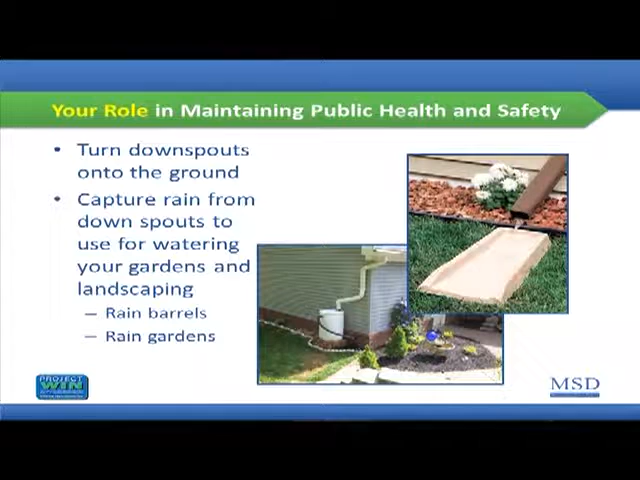 Your Role in Maintaining Public Health and Safety
• Turn downspouts
onto the ground
• Capture rain from
down spouts to
use for watering
your gardens and
landscaping
– Rain barrels
– Rain gardens
PROJECT
WIN
MSD